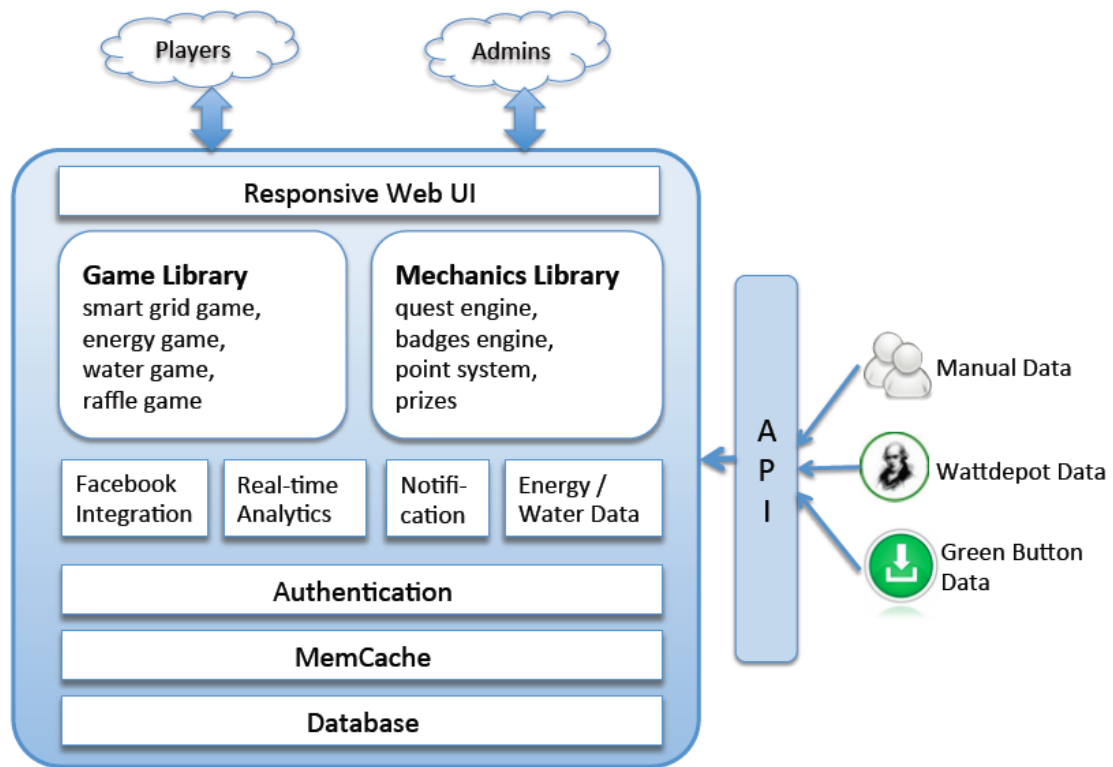 Players
Admins
Responsive Web UI
Game Library
smart grid game,
energy game,
water game,
raffle game
Mechanics Library
quest engine,
badges engine,
point system,
prizes
Facebook
Integration
Real-time
Analytics
Notifi-
cation
Energy /
Water Data
Authentication
MemCache
Database
A
P
I
Manual Data
Wattdepot Data
Green Button
Data